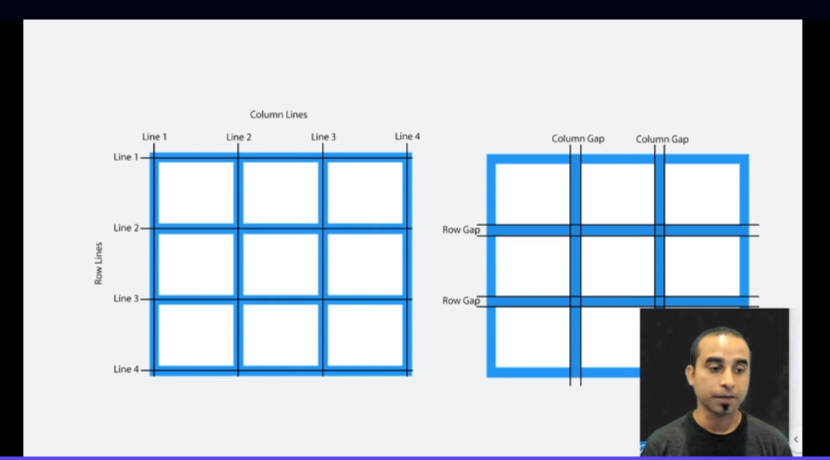 Column Lines
Line 1 Line 2 Line 3 Line 4
Line 1
Line 2
Line 3
Line 4
Row Lines
Column Gap Column Gap
Row Gap
Row Gap